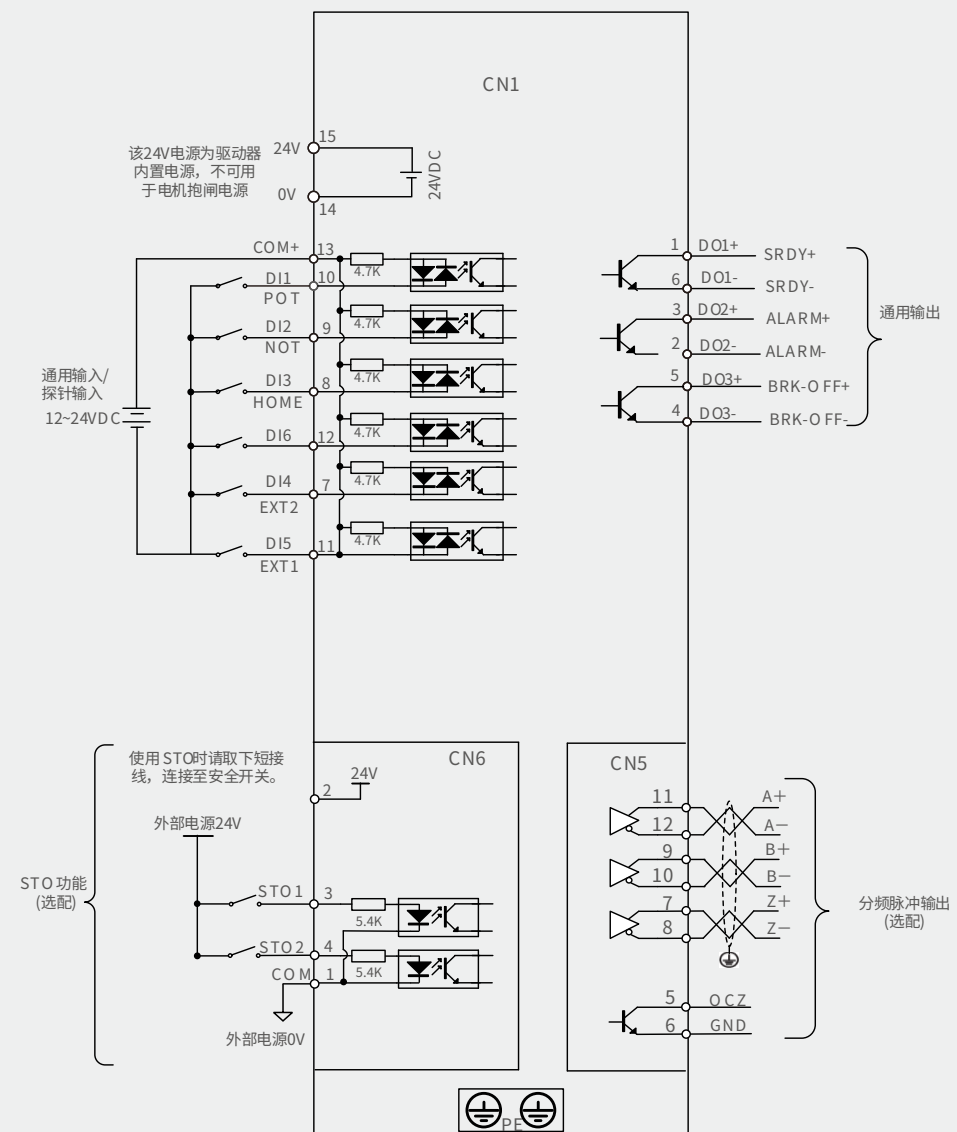 CN1
15
该24V电源为驱动器
内置电源，不可用
于电机抱闸电源
24V
0V
14
24VDC
COM+
13
4.7K
DI1
10
POT
DI2
9
NOT
4.7K
DI3
8
HOME
4.7K
DI6
12
4.7K
DI4
7
EXT2
4.7K
DI5
11
EXT1
4.7K
通用输入/
探针输入
12~24VDC
1
DO1+
SRDY+
6
DO1-
SRDY-
3
DO2+
ALARM+
2
DO2-
ALARM-
5
DO3+
BRK-OFF+
4
DO3-
BRK-OFF-
通用输出
使用STO时请取下短接
线，连接至安全开关。
CN6
2
24V
外部电源24V
STO功能
(选配)
STO1
3
5.4K
STO2
4
5.4K
COM
1
外部电源0V
CN5
11
A+
12
A-
9
B+
10
B-
7
Z+
8
Z-
分频脉冲输出
(选配)
5
OCZ
6
GND
PE